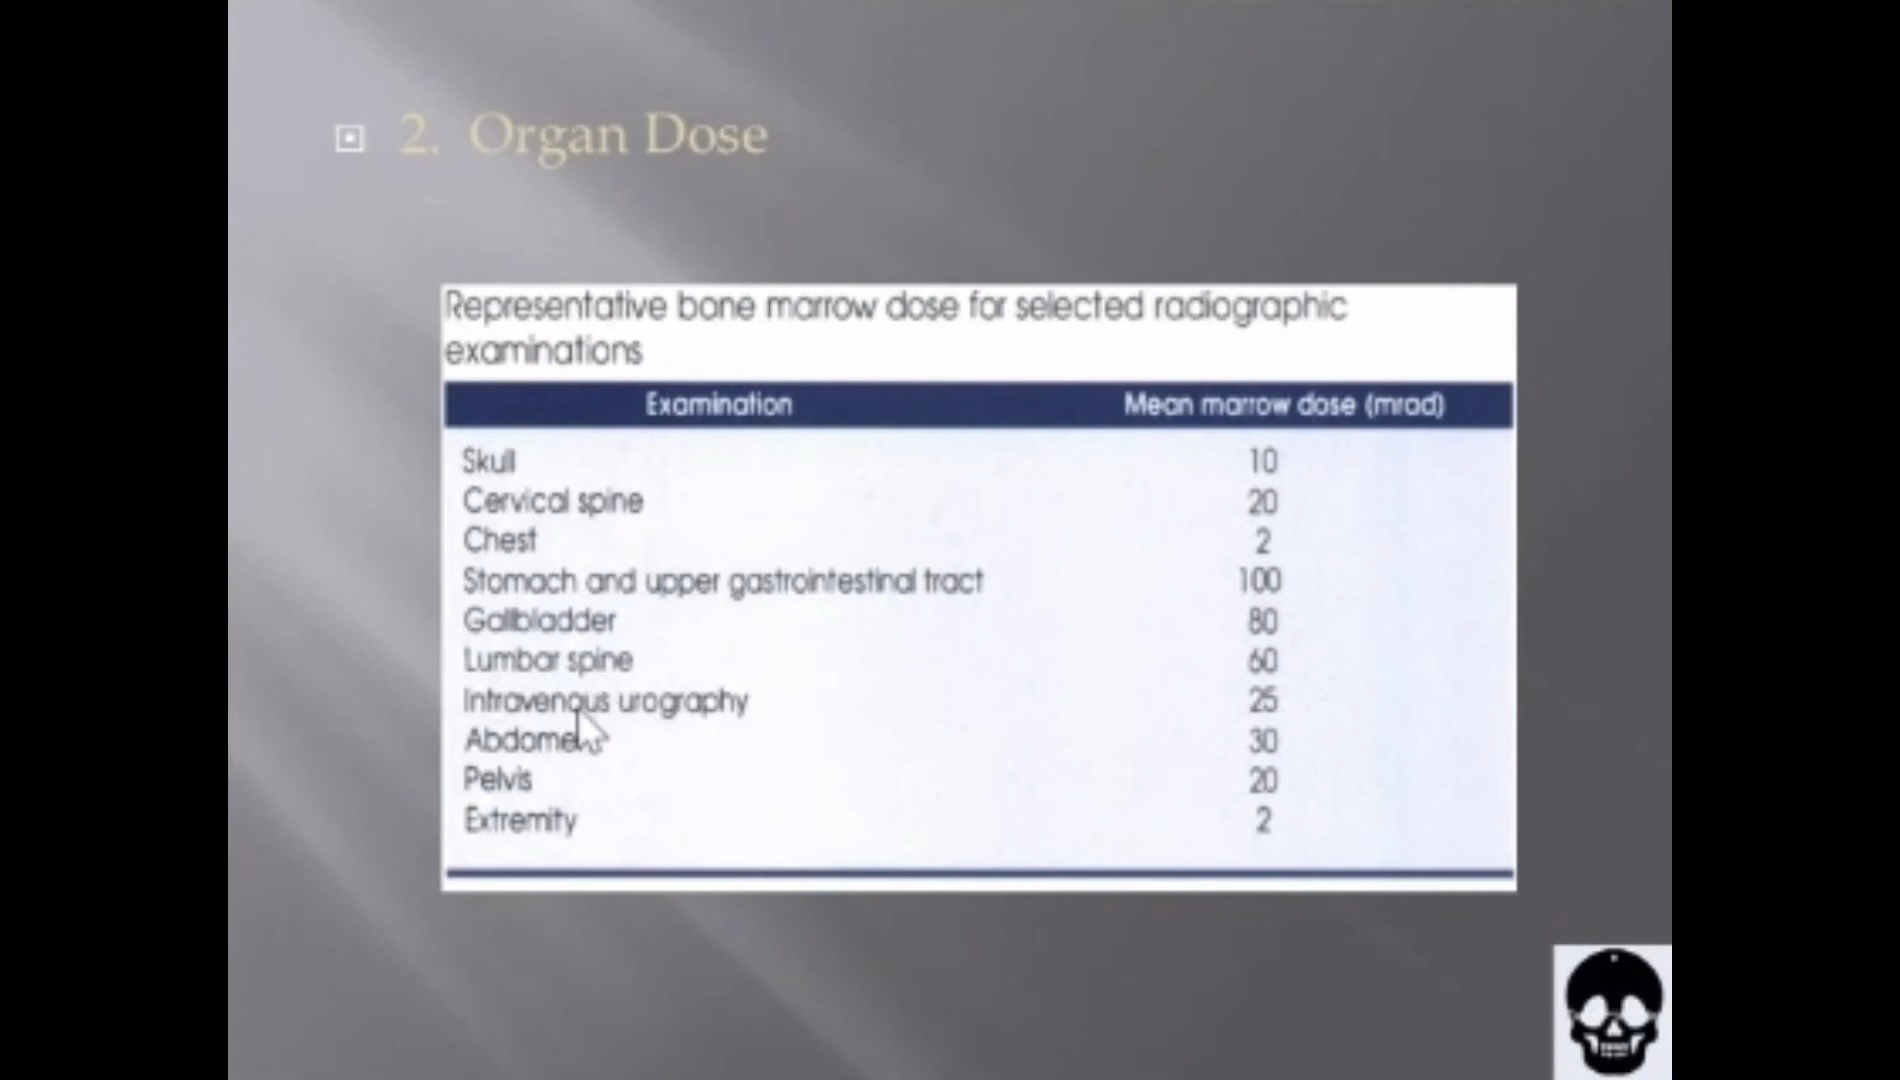 2. Organ Dose
Representative bone marrow dose for selected radiographic
examinations
Examination Mean marrow dose (mrad)
Skull 10
Cervical spine 20
Chest 2
Stomach and upper gastrointestinal tract 100
Gallbladder 80
Lumbar spine 60
Intravenous urography 25
Abdomen 30
Pelvis 20
Extremity 2